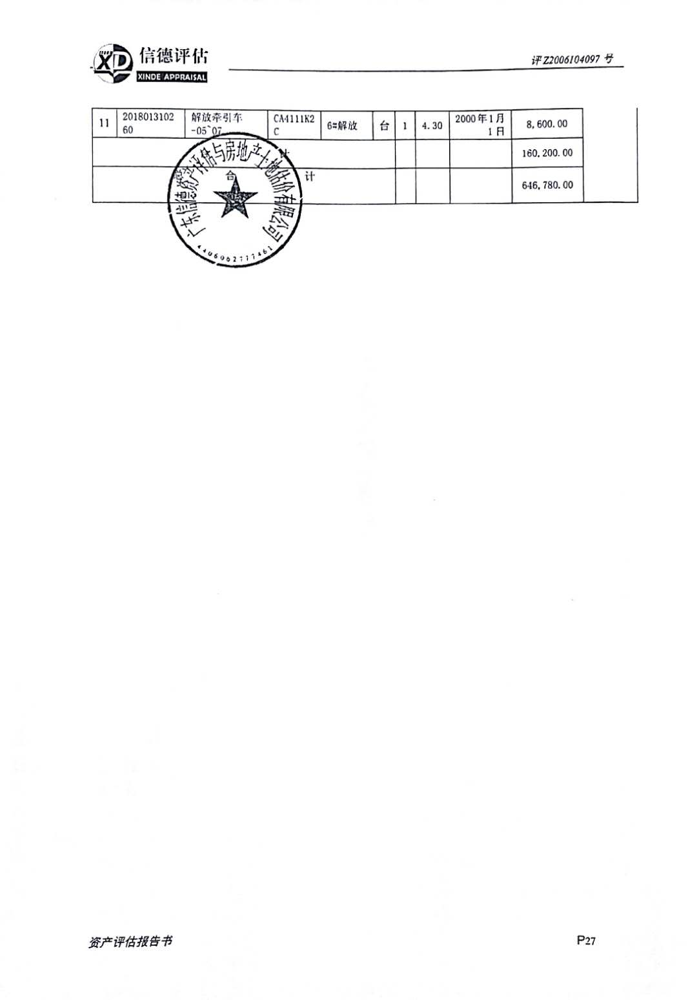 信德评估
XINDE APPRAISAL
评Z2006104097 号
11 2018013102 解放牵引车 CA4111K2 6#解放 台 1 4.30 2000年1月 8,600.00
60 -05~07 C 1日
160,200.00
合 计
646,780.00
广东信德资产评估与房地产土地估价有限公司
资产评估报告书
P27